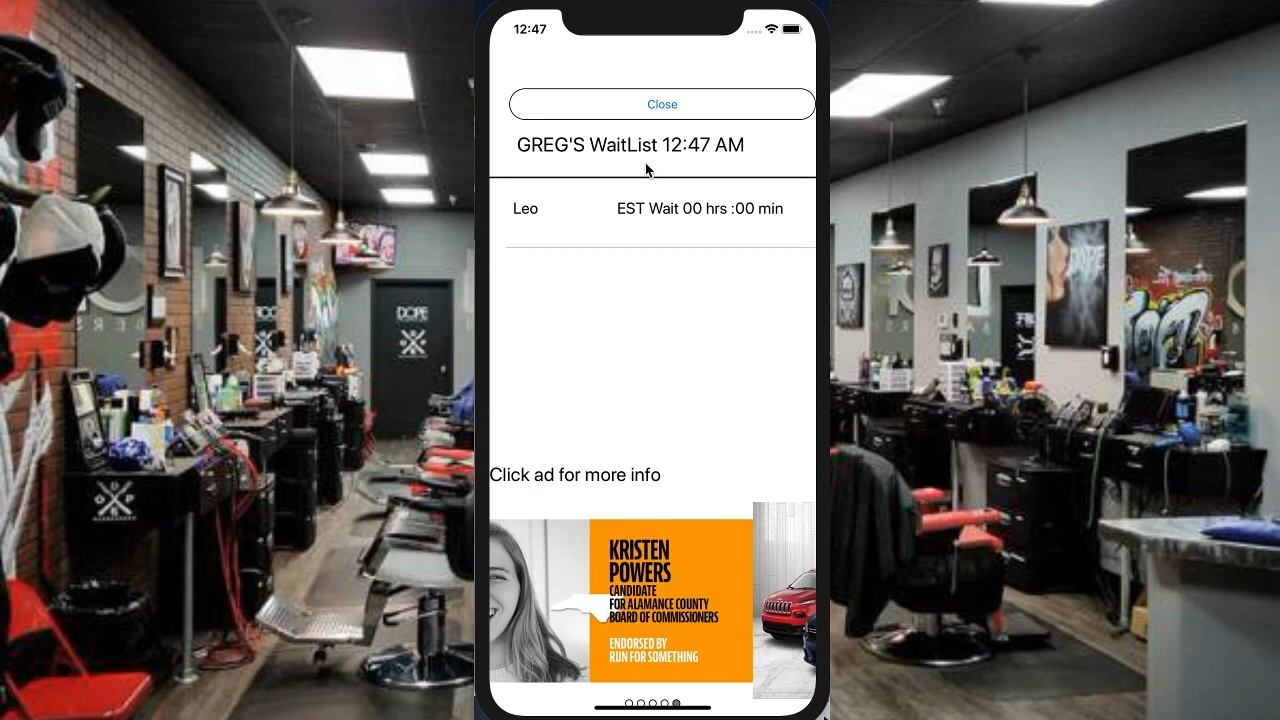 12:47
Close
GREG'S WaitList 12:47 AM
Leo
EST Wait 00 hrs :00 min
Click ad for more info
KRISTEN
POWERS
CANDIDATE
FOR ALAMANCE COUNTY
BOARD OF COMMISSIONERS
ENDORSED BY
RUN FOR SOMETHING
DOPE
DOPE